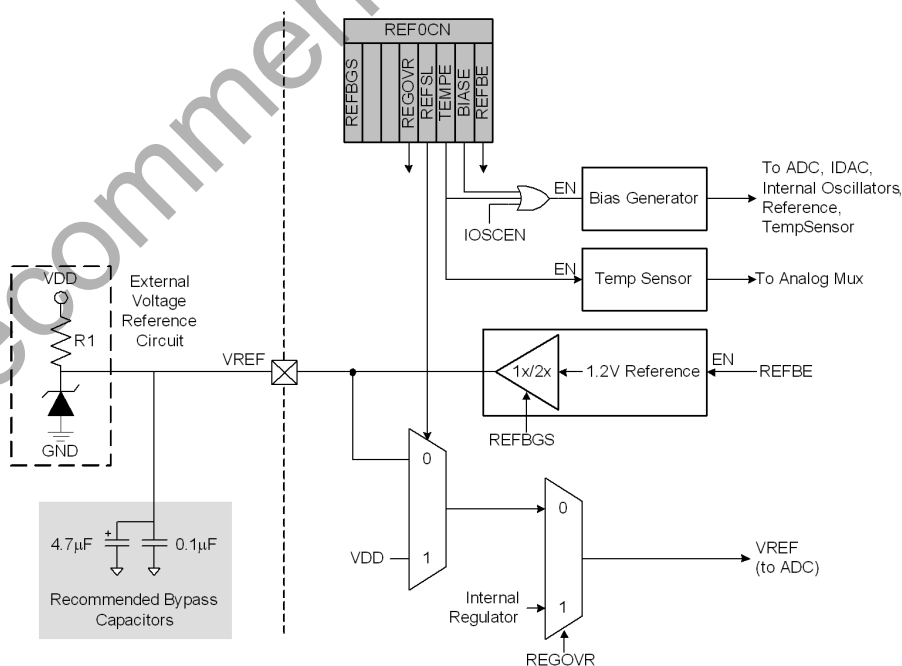 ecommen
REF0CN
REFBGS
REGOVR
REFSL
TEMPE
BIASE
REFBE
EN
Bias Generator
To ADC, IDAC,
Internal Oscillators,
Reference,
TempSensor
IOSCEN
EN
Temp Sensor
To Analog Mux
VDD
R1
GND
External
Voltage
Reference
Circuit
VREF
1x/2x
1.2V Reference
EN
REFBE
REFBGS
0
1
VDD
0
1
Internal
Regulator
REGOVR
VREF
(to ADC)
4.7µF
+
0.1µF
Recommended Bypass
Capacitors